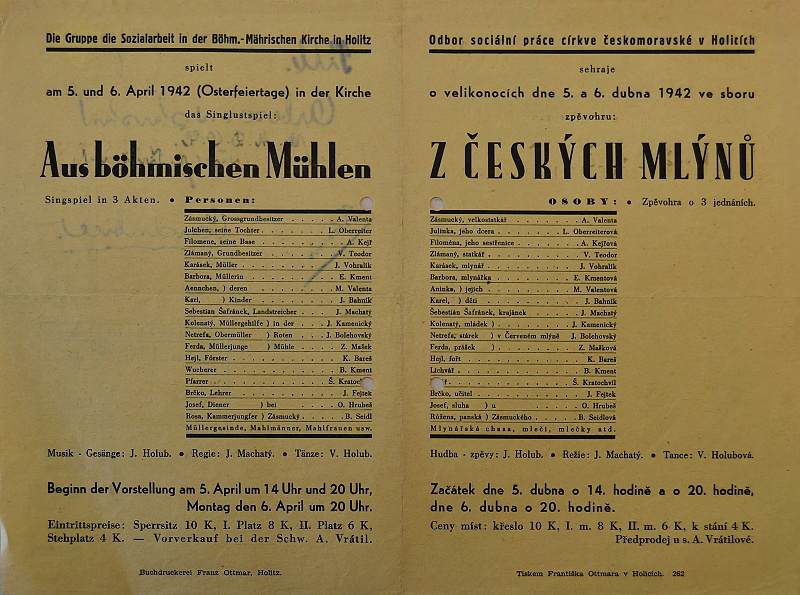 Die Gruppe die Sozialarbeit in der Böhm.-Mährischen Kirche in Holitz
spielt
am 5. und 6. April 1942 (Osterfeiertage) in der Kirche
das Singlustspiel:
Aus böhmischen Mühlen
Singspiel in 3 Akten. • Personen:
Zásmucký, Grossgrundbesitzer . . . . . A. Valenta
Julchen, seine Tochter . . . . . L. Oberreiter
Filomene, seine Base . . . . . A. Kejř
Zlámaný, Grundbesitzer . . . . . V. Teodor
Karásek, Müller . . . . . J. Vohralík
Barbora, Müllerin . . . . . E. Kment
Aennchen, ) deren . . . . . M. Valenta
Karl, ) Kinder . . . . . J. Bahník
Sebestian Šafránek, Landstreicher . . . J. Machatý
Kolenatý, Müllergehilfe ) in der . . J. Kamenický
Netrefa, Obermüller ) Roten . . J. Bolehovský
Ferda, Müllerjunge ) Mühle . . . Z. Mašek
Hejl, Förster . . . . . K. Bareš
Wucherer . . . . . B. Kment
Pfarrer . . . . . Š. Kratoc
Brčko, Lehrer . . . . . J. Fejtek
Josef, Diener ) bei . . . . . O. Hrubeš
Rosa, Kammerjungfer ) Zásmucký . . . . B. Seidl
Müllergesinde, Mahlmänner, Mahlfrauen usw.
Musik - Gesänge: J. Holub. • Regie: J. Machatý. • Tänze: V. Holub.
Beginn der Vorstellung am 5. April um 14 Uhr und 20 Uhr,
Montag den 6. April um 20 Uhr.
Eintrittspreise: Sperrsitz 10 K, I. Platz 8 K, II. Platz 6 K,
Stehplatz 4 K. — Vorverkauf bei der Schw. A. Vrátil.
Buchdruckerei Franz Ottmar, Holitz.
Odbor sociální práce církve českomoravské v Holicích
sehraje
o velikonocích dne 5. a 6. dubna 1942 ve sboru
zpěvohru:
Z ČESKÝCH MLÝNŮ
OSOBY: • Zpěvohra o 3 jednáních.
Zásmucký, velkostatkář . . . . . A. Valenta
Julinka, jeho dcera . . . . . L. Oberreiterová
Filoména, jeho sestřenice . . . . . A. Kejřová
Zlámaný, statkář . . . . . V. Teodor
Karásek, mlynář . . . . . J. Vohralík
Barbora, mlynářka . . . . . E. Kmentová
Aninka, ) jejich . . . . . M. Valentová
Karel, ) děti . . . . . J. Bahník
Šebestián Šafránek, krajánek . . . . . J. Machatý
Kolenatý, mládek ) . . . . . J. Kamenický
Netrefa, stárek ) v Červeném mlýně J. Bolehovský
Ferda, prášek ) . . . . . Z. Mašková
Hejl, fořt . . . . . K. Bareš
Lichvář . . . . . B. Kment
ř . . . . . Š. Kratochvíl
Brčko, učitel . . . . . J. Fejtek
Josef, sluha ) u . . . . . O. Hrubeš
Růžena, panská ) Zásmuckého . . . . . B. Seidlová
Mlynářská chasa, mleči, mlečky atd.
Hudba - zpěvy: J. Holub. • Režie: J. Machatý. • Tance: V. Holubová.
Začátek dne 5. dubna o 14. hodině a o 20. hodině,
dne 6. dubna o 20. hodině.
Ceny míst: křeslo 10 K, I. m. 8 K, II. m. 6 K, k stání 4 K.
Předprodej u s. A. Vrátilové.
Tiskem Františka Ottmara v Holicích. 262